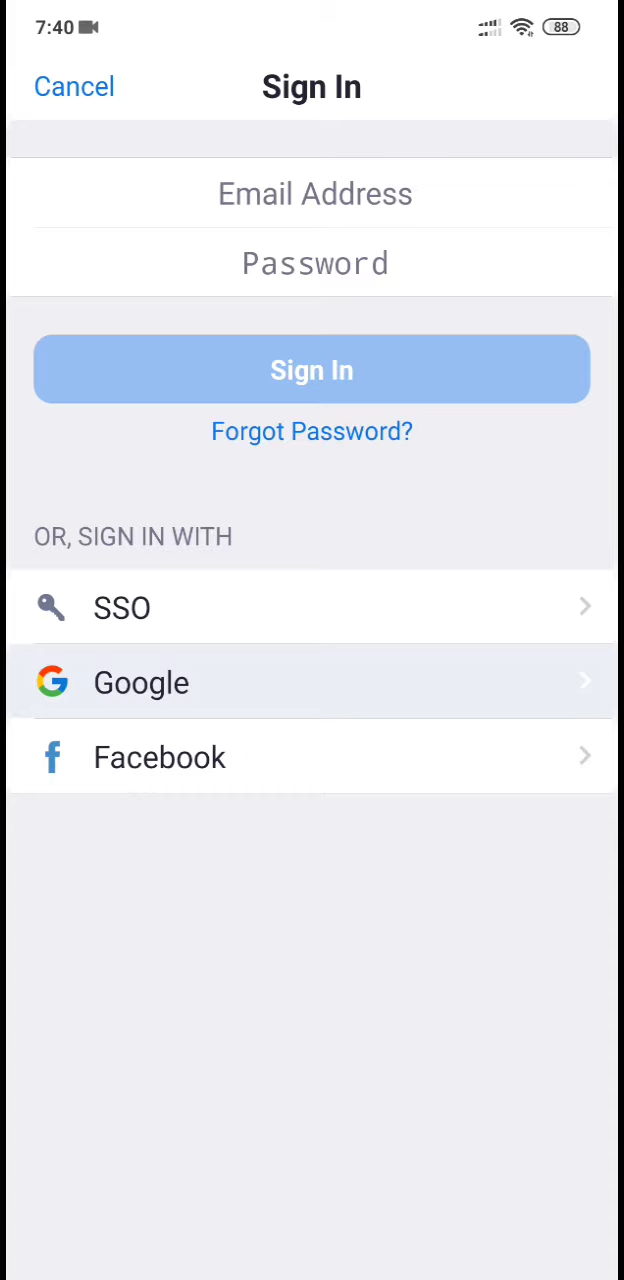 7:40
88
Cancel
Sign In
Email Address
Password
Sign In
Forgot Password?
OR, SIGN IN WITH
SSO
Google
Facebook